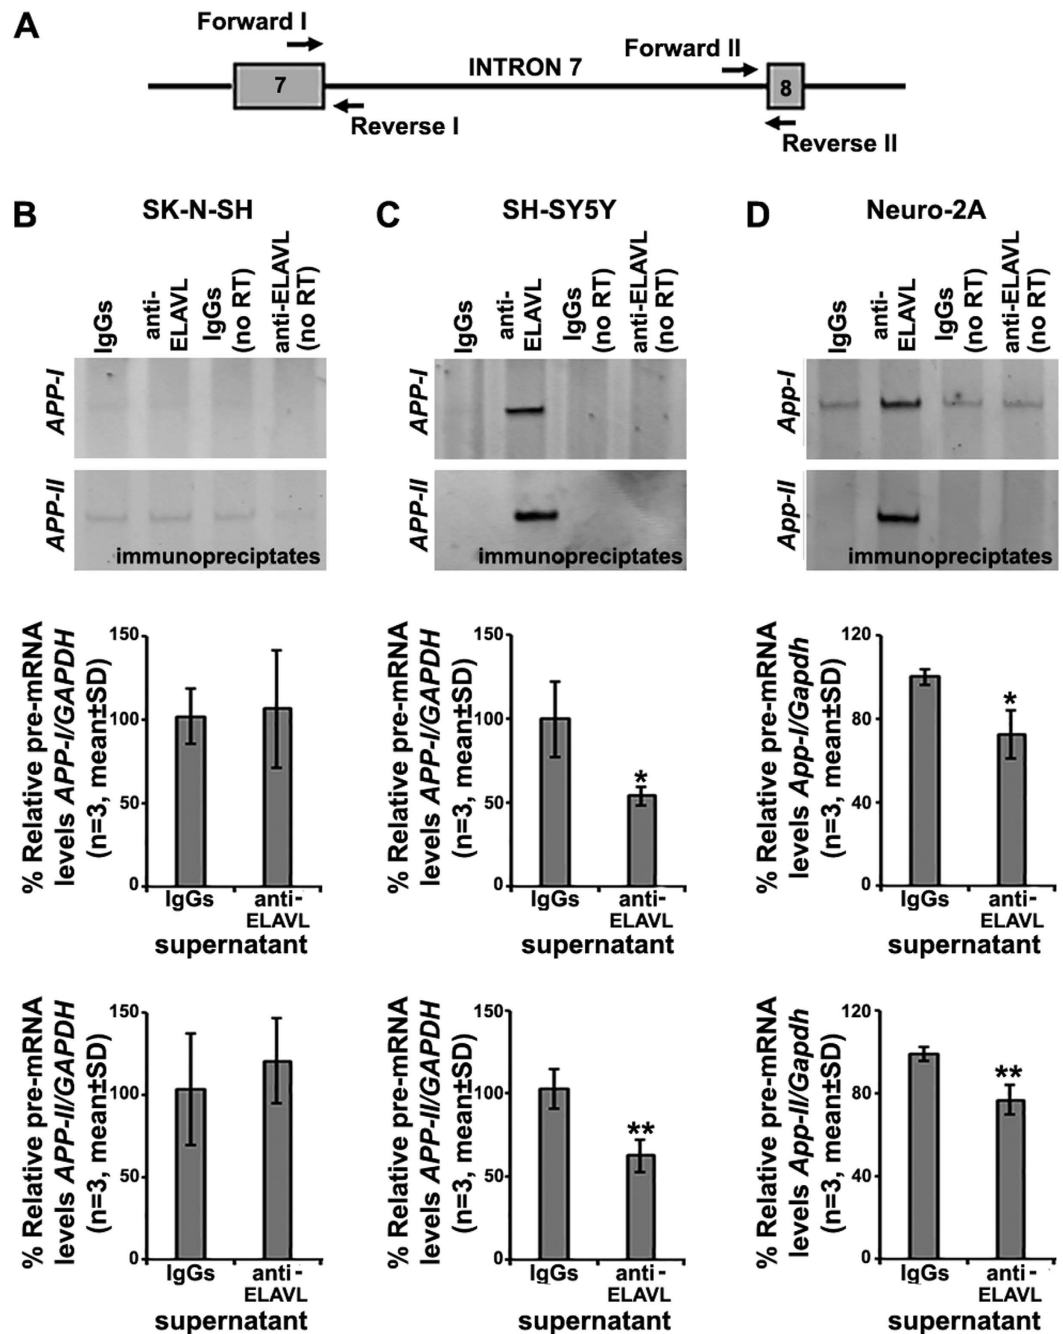 A
Forward I
Forward II
INTRON 7
7
8
Reverse I
Reverse II
B
SK-N-SH
C
SH-SY5Y
D
Neuro-2A
IgGs
anti-
ELAVL
IgGs
(no RT)
anti-ELAVL
(no RT)
IgGs
anti-
ELAVL
IgGs
(no RT)
anti-ELAVL
(no RT)
IgGs
anti-
ELAVL
IgGs
(no RT)
anti-ELAVL
(no RT)
APP-I
APP-I
App-I
APP-II
immunopreciptates
APP-II
immunopreciptates
App-II
immunopreciptates
% Relative pre-mRNA
levels APP-I/GAPDH
(n=3, mean±SD)
150
100
50
0
IgGs
anti-
ELAVL
supernatant
% Relative pre-mRNA
levels APP-I/GAPDH
(n=3, mean±SD)
150
100
50
0
*
IgGs
anti-
ELAVL
supernatant
% Relative pre-mRNA
levels App-I/Gapdh
(n=3, mean±SD)
120
80
40
0
*
IgGs
anti-
ELAVL
supernatant
% Relative pre-mRNA
levels APP-II/GAPDH
(n=3, mean±SD)
150
100
50
0
IgGs
anti-
ELAVL
supernatant
% Relative pre-mRNA
levels APP-II/GAPDH
(n=3, mean±SD)
150
100
50
0
**
IgGs
anti-
ELAVL
supernatant
% Relative pre-mRNA
levels App-II/Gapdh
(n=3, mean±SD)
120
80
40
0
**
IgGs
anti-
ELAVL
supernatant